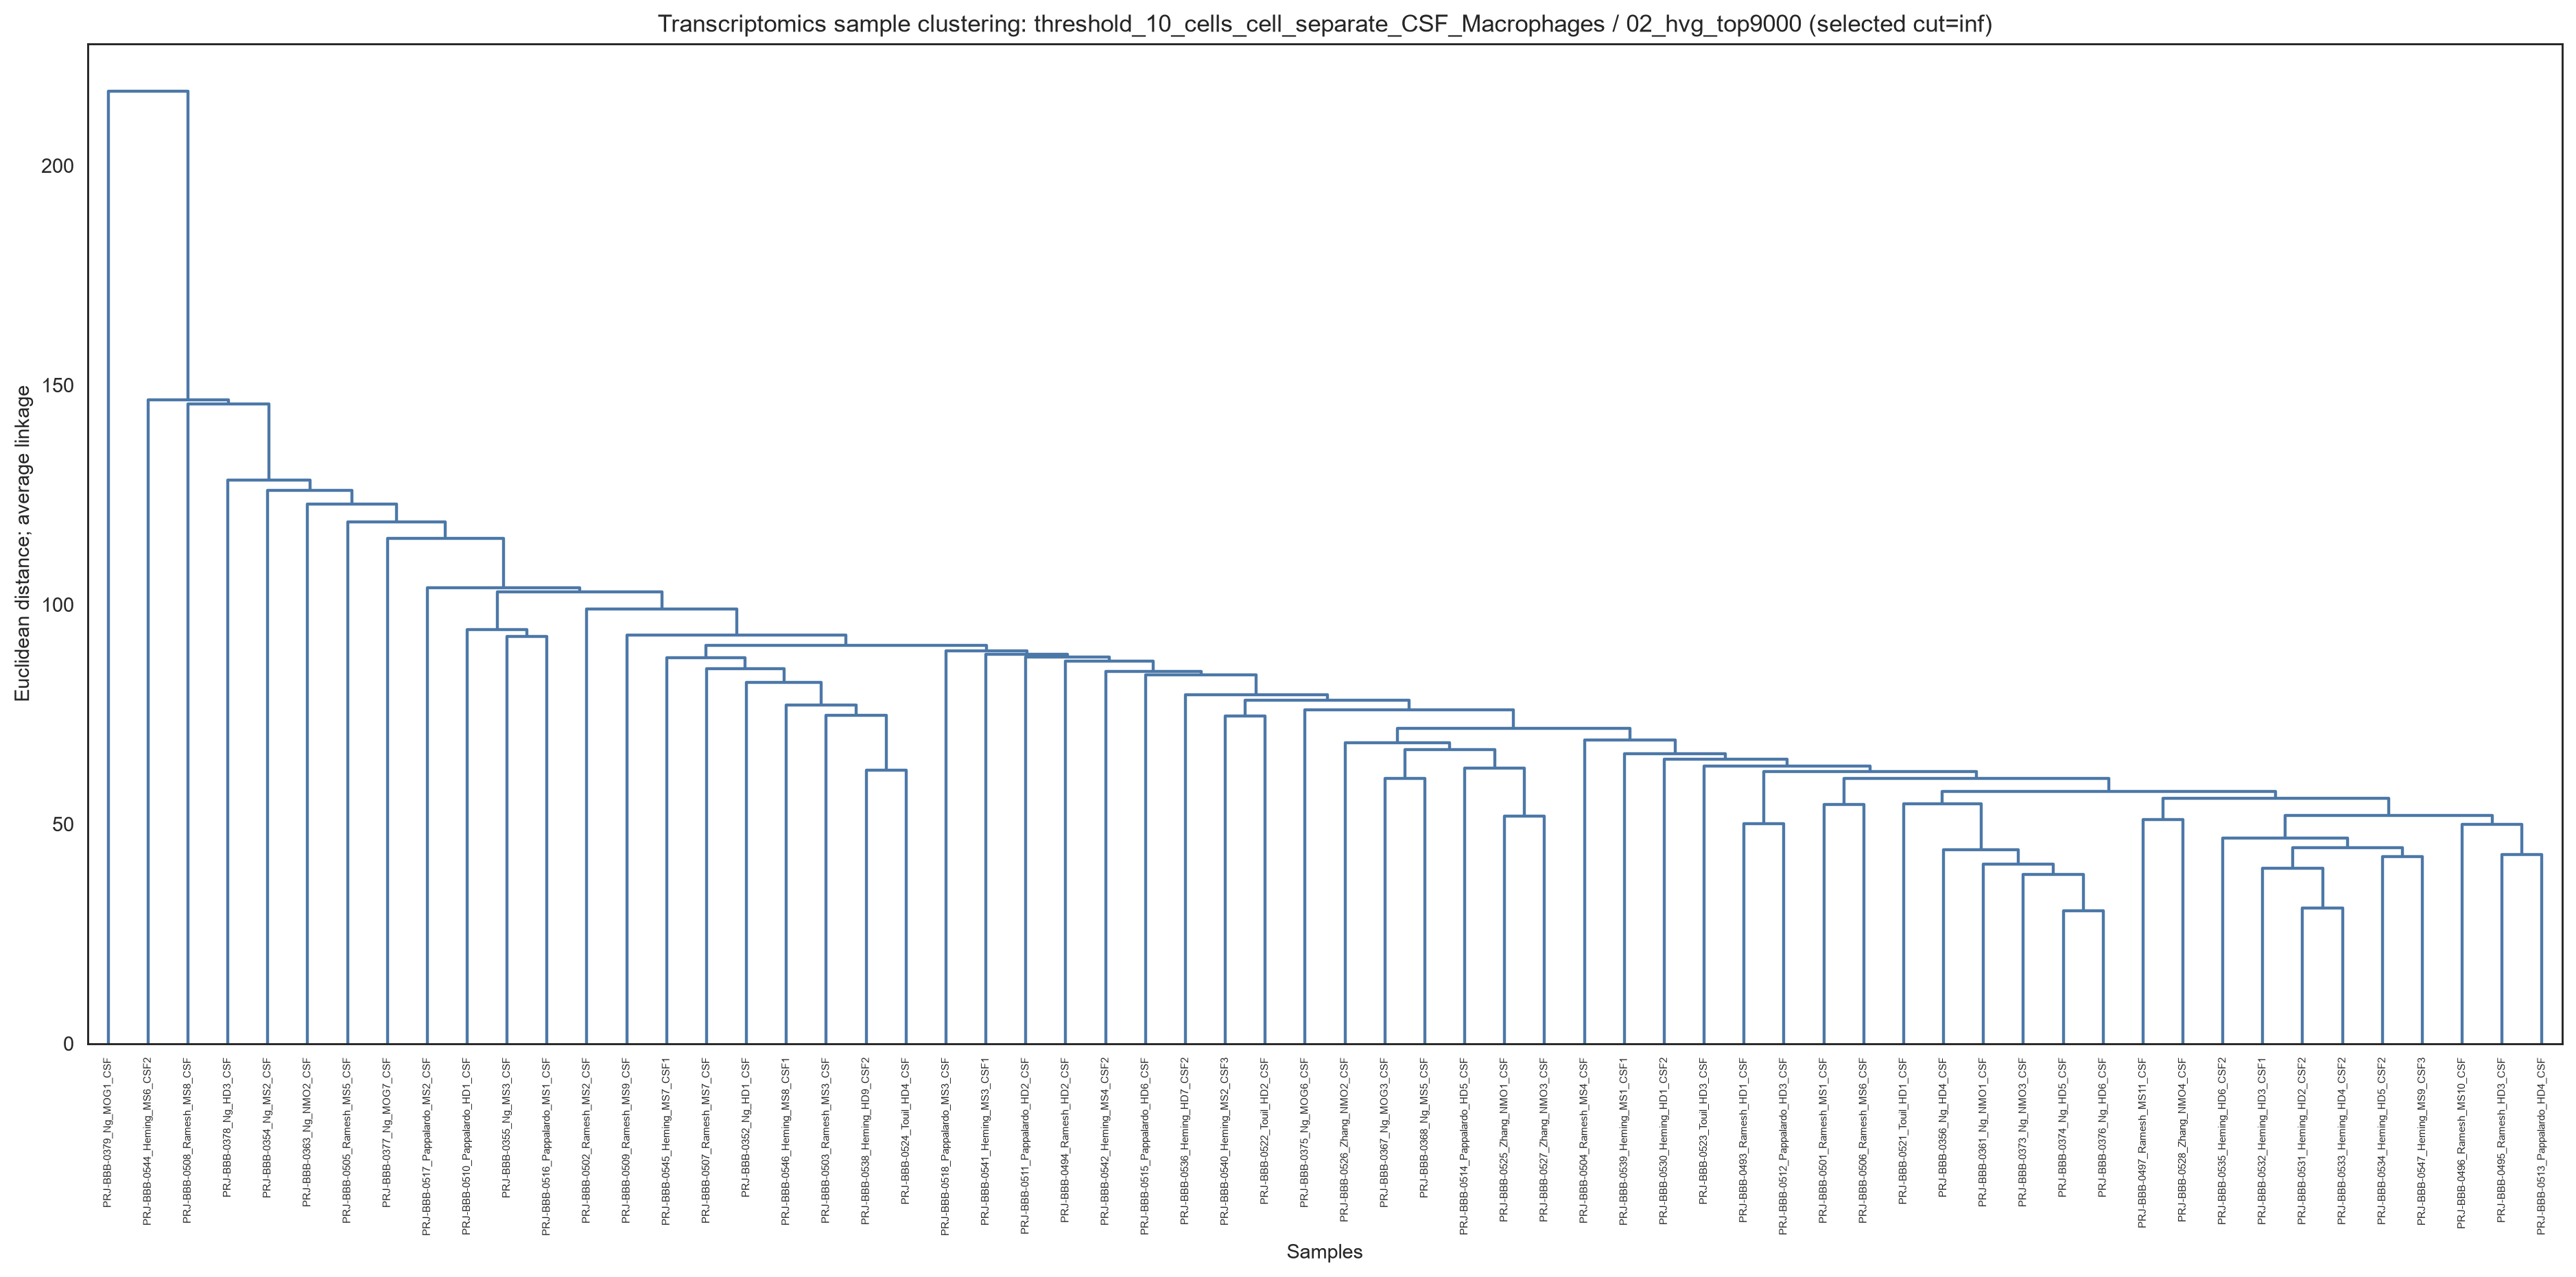 Transcriptomics sample clustering: threshold_10_cells_cell_separate_CSF_Macrophages / 02_hvg_top9000 (selected cut=inf)
Euclidean distance; average linkage
200
150
100
50
0
PRJ-BBB-0379_Ng_MOG1_CSF
PRJ-BBB-0544_Heming_MS6_CSF2
PRJ-BBB-0508_Ramesh_MS8_CSF
PRJ-BBB-0378_Ng_HD3_CSF
PRJ-BBB-0354_Ng_MS2_CSF
PRJ-BBB-0363_Ng_NMO2_CSF
PRJ-BBB-0505_Ramesh_MS5_CSF
PRJ-BBB-0377_Ng_MOG7_CSF
PRJ-BBB-0517_Pappalardo_MS2_CSF
PRJ-BBB-0510_Pappalardo_HD1_CSF
PRJ-BBB-0355_Ng_MS3_CSF
PRJ-BBB-0516_Pappalardo_MS1_CSF
PRJ-BBB-0502_Ramesh_MS2_CSF
PRJ-BBB-0509_Ramesh_MS9_CSF
PRJ-BBB-0545_Heming_MS7_CSF1
PRJ-BBB-0507_Ramesh_MS7_CSF
PRJ-BBB-0352_Ng_HD1_CSF
PRJ-BBB-0546_Heming_MS8_CSF1
PRJ-BBB-0503_Ramesh_MS3_CSF
PRJ-BBB-0538_Heming_HD9_CSF2
PRJ-BBB-0524_Touil_HD4_CSF
PRJ-BBB-0518_Pappalardo_MS3_CSF
PRJ-BBB-0541_Heming_MS3_CSF1
PRJ-BBB-0511_Pappalardo_HD2_CSF
PRJ-BBB-0494_Ramesh_HD2_CSF
PRJ-BBB-0542_Heming_MS4_CSF2
PRJ-BBB-0515_Pappalardo_HD6_CSF
PRJ-BBB-0536_Heming_HD7_CSF2
PRJ-BBB-0540_Heming_MS2_CSF3
PRJ-BBB-0522_Touil_HD2_CSF
PRJ-BBB-0375_Ng_MOG6_CSF
PRJ-BBB-0526_Zhang_NMO2_CSF
PRJ-BBB-0367_Ng_MOG3_CSF
PRJ-BBB-0368_Ng_MS5_CSF
PRJ-BBB-0514_Pappalardo_HD5_CSF
PRJ-BBB-0525_Zhang_NMO1_CSF
PRJ-BBB-0527_Zhang_NMO3_CSF
PRJ-BBB-0504_Ramesh_MS4_CSF
PRJ-BBB-0539_Heming_MS1_CSF1
PRJ-BBB-0530_Heming_HD1_CSF2
PRJ-BBB-0523_Touil_HD3_CSF
PRJ-BBB-0493_Ramesh_HD1_CSF
PRJ-BBB-0512_Pappalardo_HD3_CSF
PRJ-BBB-0501_Ramesh_MS1_CSF
PRJ-BBB-0506_Ramesh_MS6_CSF
PRJ-BBB-0521_Touil_HD1_CSF
PRJ-BBB-0356_Ng_HD4_CSF
PRJ-BBB-0361_Ng_NMO1_CSF
PRJ-BBB-0373_Ng_NMO3_CSF
PRJ-BBB-0374_Ng_HD5_CSF
PRJ-BBB-0376_Ng_HD6_CSF
PRJ-BBB-0497_Ramesh_MS11_CSF
PRJ-BBB-0528_Zhang_NMO4_CSF
PRJ-BBB-0535_Heming_HD6_CSF2
PRJ-BBB-0532_Heming_HD3_CSF1
PRJ-BBB-0531_Heming_HD2_CSF2
PRJ-BBB-0533_Heming_HD4_CSF2
PRJ-BBB-0534_Heming_HD5_CSF2
PRJ-BBB-0547_Heming_MS9_CSF3
PRJ-BBB-0496_Ramesh_MS10_CSF
PRJ-BBB-0495_Ramesh_HD3_CSF
PRJ-BBB-0513_Pappalardo_HD4_CSF
Samples